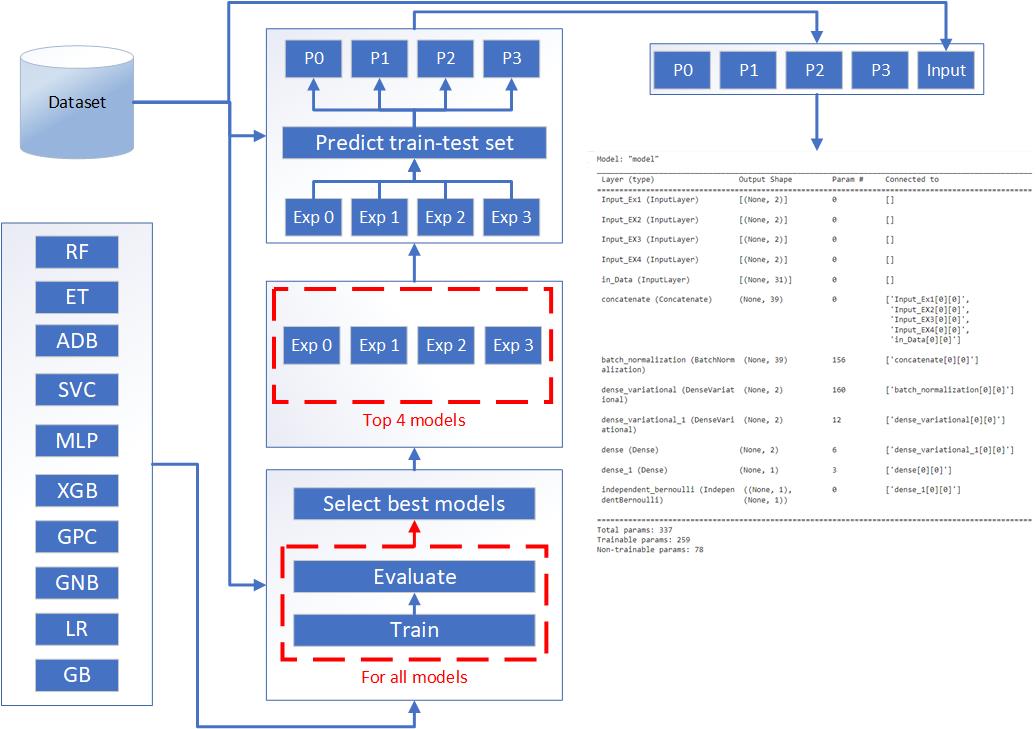 Dataset
RF
ET
ADB
SVC
MLP
XGB
GPC
GNB
LR
GB
P0 P1 P2 P3
Predict train-test set
Exp 0 Exp 1 Exp 2 Exp 3
Exp 0 Exp 1 Exp 2 Exp 3
Top 4 models
Select best models
Evaluate
Train
For all models
P0 P1 P2 P3 Input
Model: "model"
Layer (type) Output Shape Param # Connected to
Input_Ex1 (InputLayer) [(None, 2)] 0 []
Input_EX2 (InputLayer) [(None, 2)] 0 []
Input_EX3 (InputLayer) [(None, 2)] 0 []
Input_EX4 (InputLayer) [(None, 2)] 0 []
in_Data (InputLayer) [(None, 31)] 0 []
concatenate (Concatenate) (None, 39) 0 ['Input_Ex1[0][0]',
'Input_EX2[0][0]',
'Input_EX3[0][0]',
'Input_EX4[0][0]',
'in_Data[0][0]']
batch_normalization (BatchNorm (None, 39) 156 ['concatenate[0][0]']
alization)
dense_variational (DenseVariat (None, 2) 160 ['batch_normalization[0][0]']
ional)
dense_variational_1 (DenseVari (None, 2) 12 ['dense_variational[0][0]']
ational)
dense (Dense) (None, 2) 6 ['dense_variational_1[0][0]']
dense_1 (Dense) (None, 1) 3 ['dense[0][0]']
independent_bernoulli (Indepen ((None, 1), 0 ['dense_1[0][0]']
dentBernoulli) (None, 1))
Total params: 337
Trainable params: 259
Non-trainable params: 78